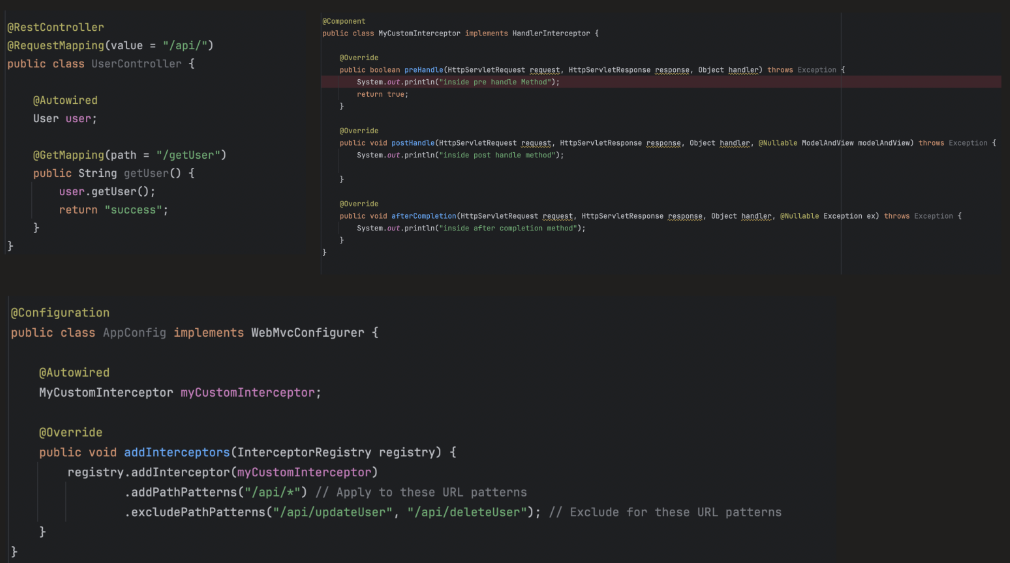 @RestController
@RequestMapping(value = "/api/")
public class UserController {
@Autowired
User user;
@GetMapping(path = "/getUser")
public String getUser() {
user.getUser();
return "success";
}
}
@Component
public class MyCustomInterceptor implements HandlerInterceptor {
@Override
public boolean preHandle(HttpServletRequest request, HttpServletResponse response, Object handler) throws Exception {
System.out.println("inside pre handle Method");
return true;
}
@Override
public void postHandle(HttpServletRequest request, HttpServletResponse response, Object handler, @Nullable ModelAndView modelAndView) throws Exception {
System.out.println("inside post handle method");
}
@Override
public void afterCompletion(HttpServletRequest request, HttpServletResponse response, Object handler, @Nullable Exception ex) throws Exception {
System.out.println("inside after completion method");
}
}
@Configuration
public class AppConfig implements WebMvcConfigurer {
@Autowired
MyCustomInterceptor myCustomInterceptor;
@Override
public void addInterceptors(InterceptorRegistry registry) {
registry.addInterceptor(myCustomInterceptor)
.addPathPatterns("/api/*") // Apply to these URL patterns
.excludePathPatterns("/api/updateUser", "/api/deleteUser"); // Exclude for these URL patterns
}
}